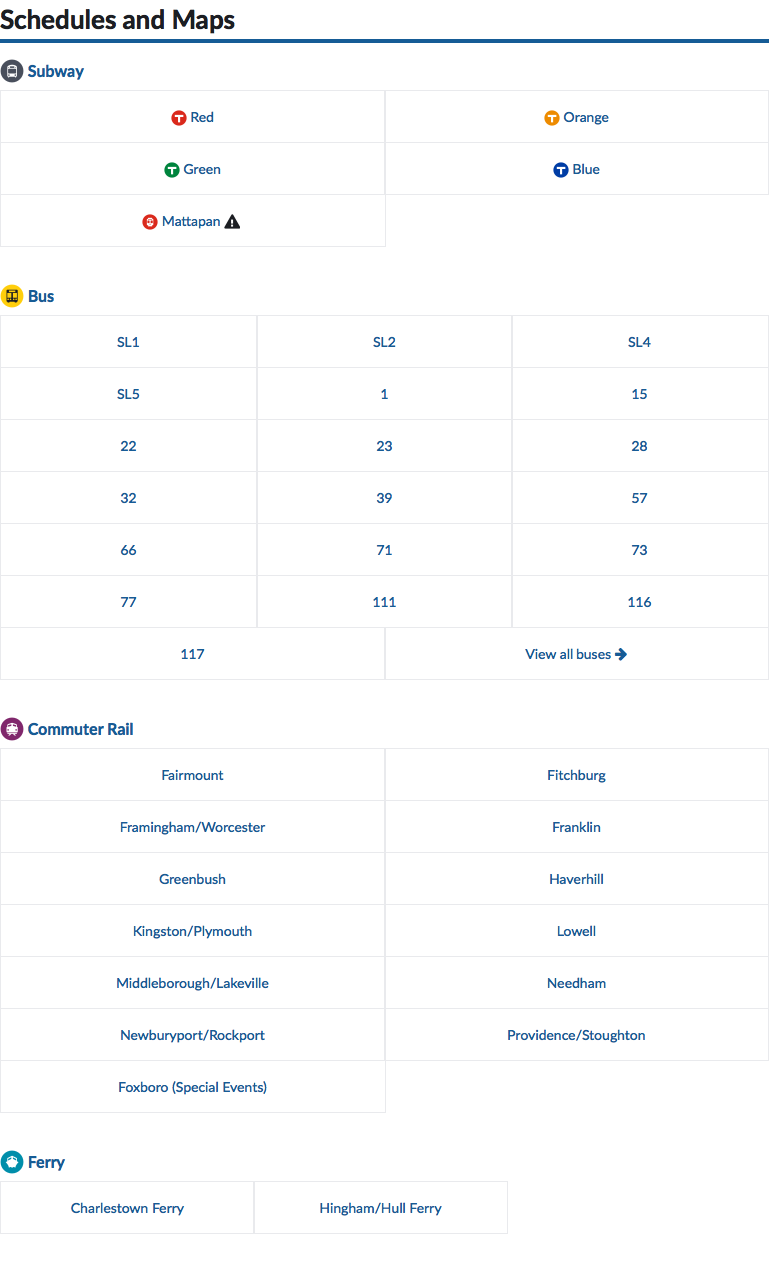 Schedules and Maps
Subway
Red Orange
Green Blue
Mattapan
Bus
SL1 SL2 SL4
SL5 1 15
22 23 28
32 39 57
66 71 73
77 111 116
117 View all buses
Commuter Rail
Fairmount Fitchburg
Framingham/Worcester Franklin
Greenbush Haverhill
Kingston/Plymouth Lowell
Middleborough/Lakeville Needham
Newburyport/Rockport Providence/Stoughton
Foxboro (Special Events)
Ferry
Charlestown Ferry Hingham/Hull Ferry